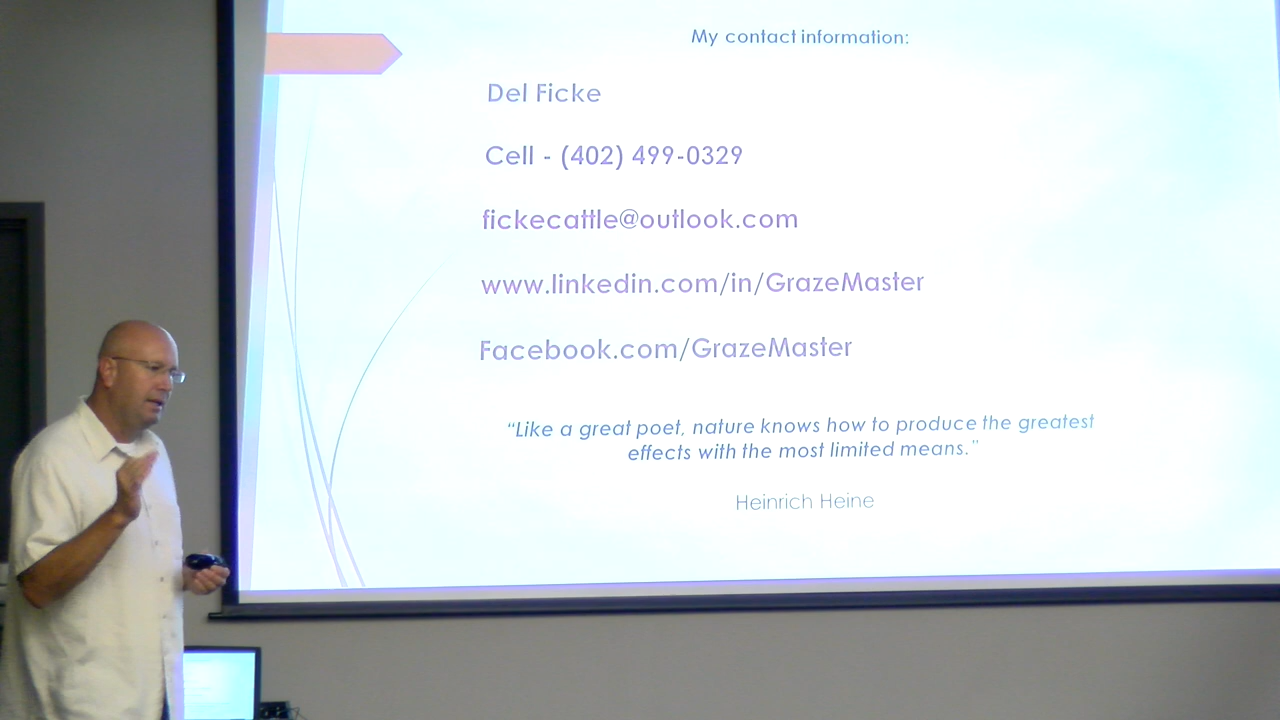 My contact information:
Del Ficke
Cell - (402) 499-0329
fickecattle@outlook.com
www.linkedin.com/in/GrazeMaster
Facebook.com/GrazeMaster
“Like a great poet, nature knows how to produce the greatest
effects with the most limited means.”
Heinrich Heine